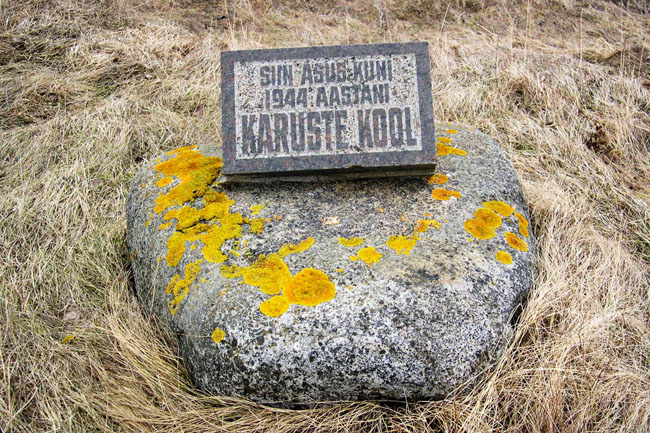 SIIN ASUS KUNI
1944 AASTANI
KARUSTE KOOL